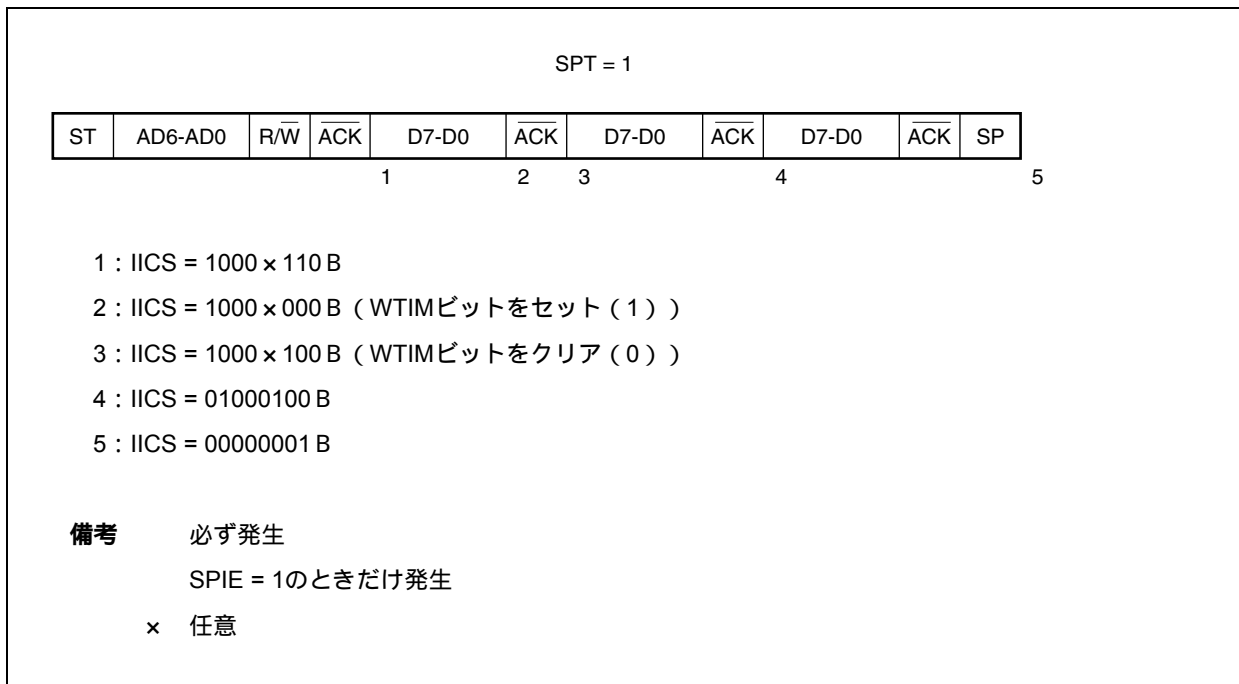 SPT = 1
ST AD6-AD0 R/W̅ A̅C̅K̅ D7-D0 A̅C̅K̅ D7-D0 A̅C̅K̅ D7-D0 A̅C̅K̅ SP
1 2 3 4 5
1：IICS = 1000×110 B
2：IICS = 1000×000 B（WTIMビットをセット（1））
3：IICS = 1000×100 B（WTIMビットをクリア（0））
4：IICS = 01000100 B
5：IICS = 00000001 B
備考 必ず発生
SPIE = 1のときだけ発生
× 任意